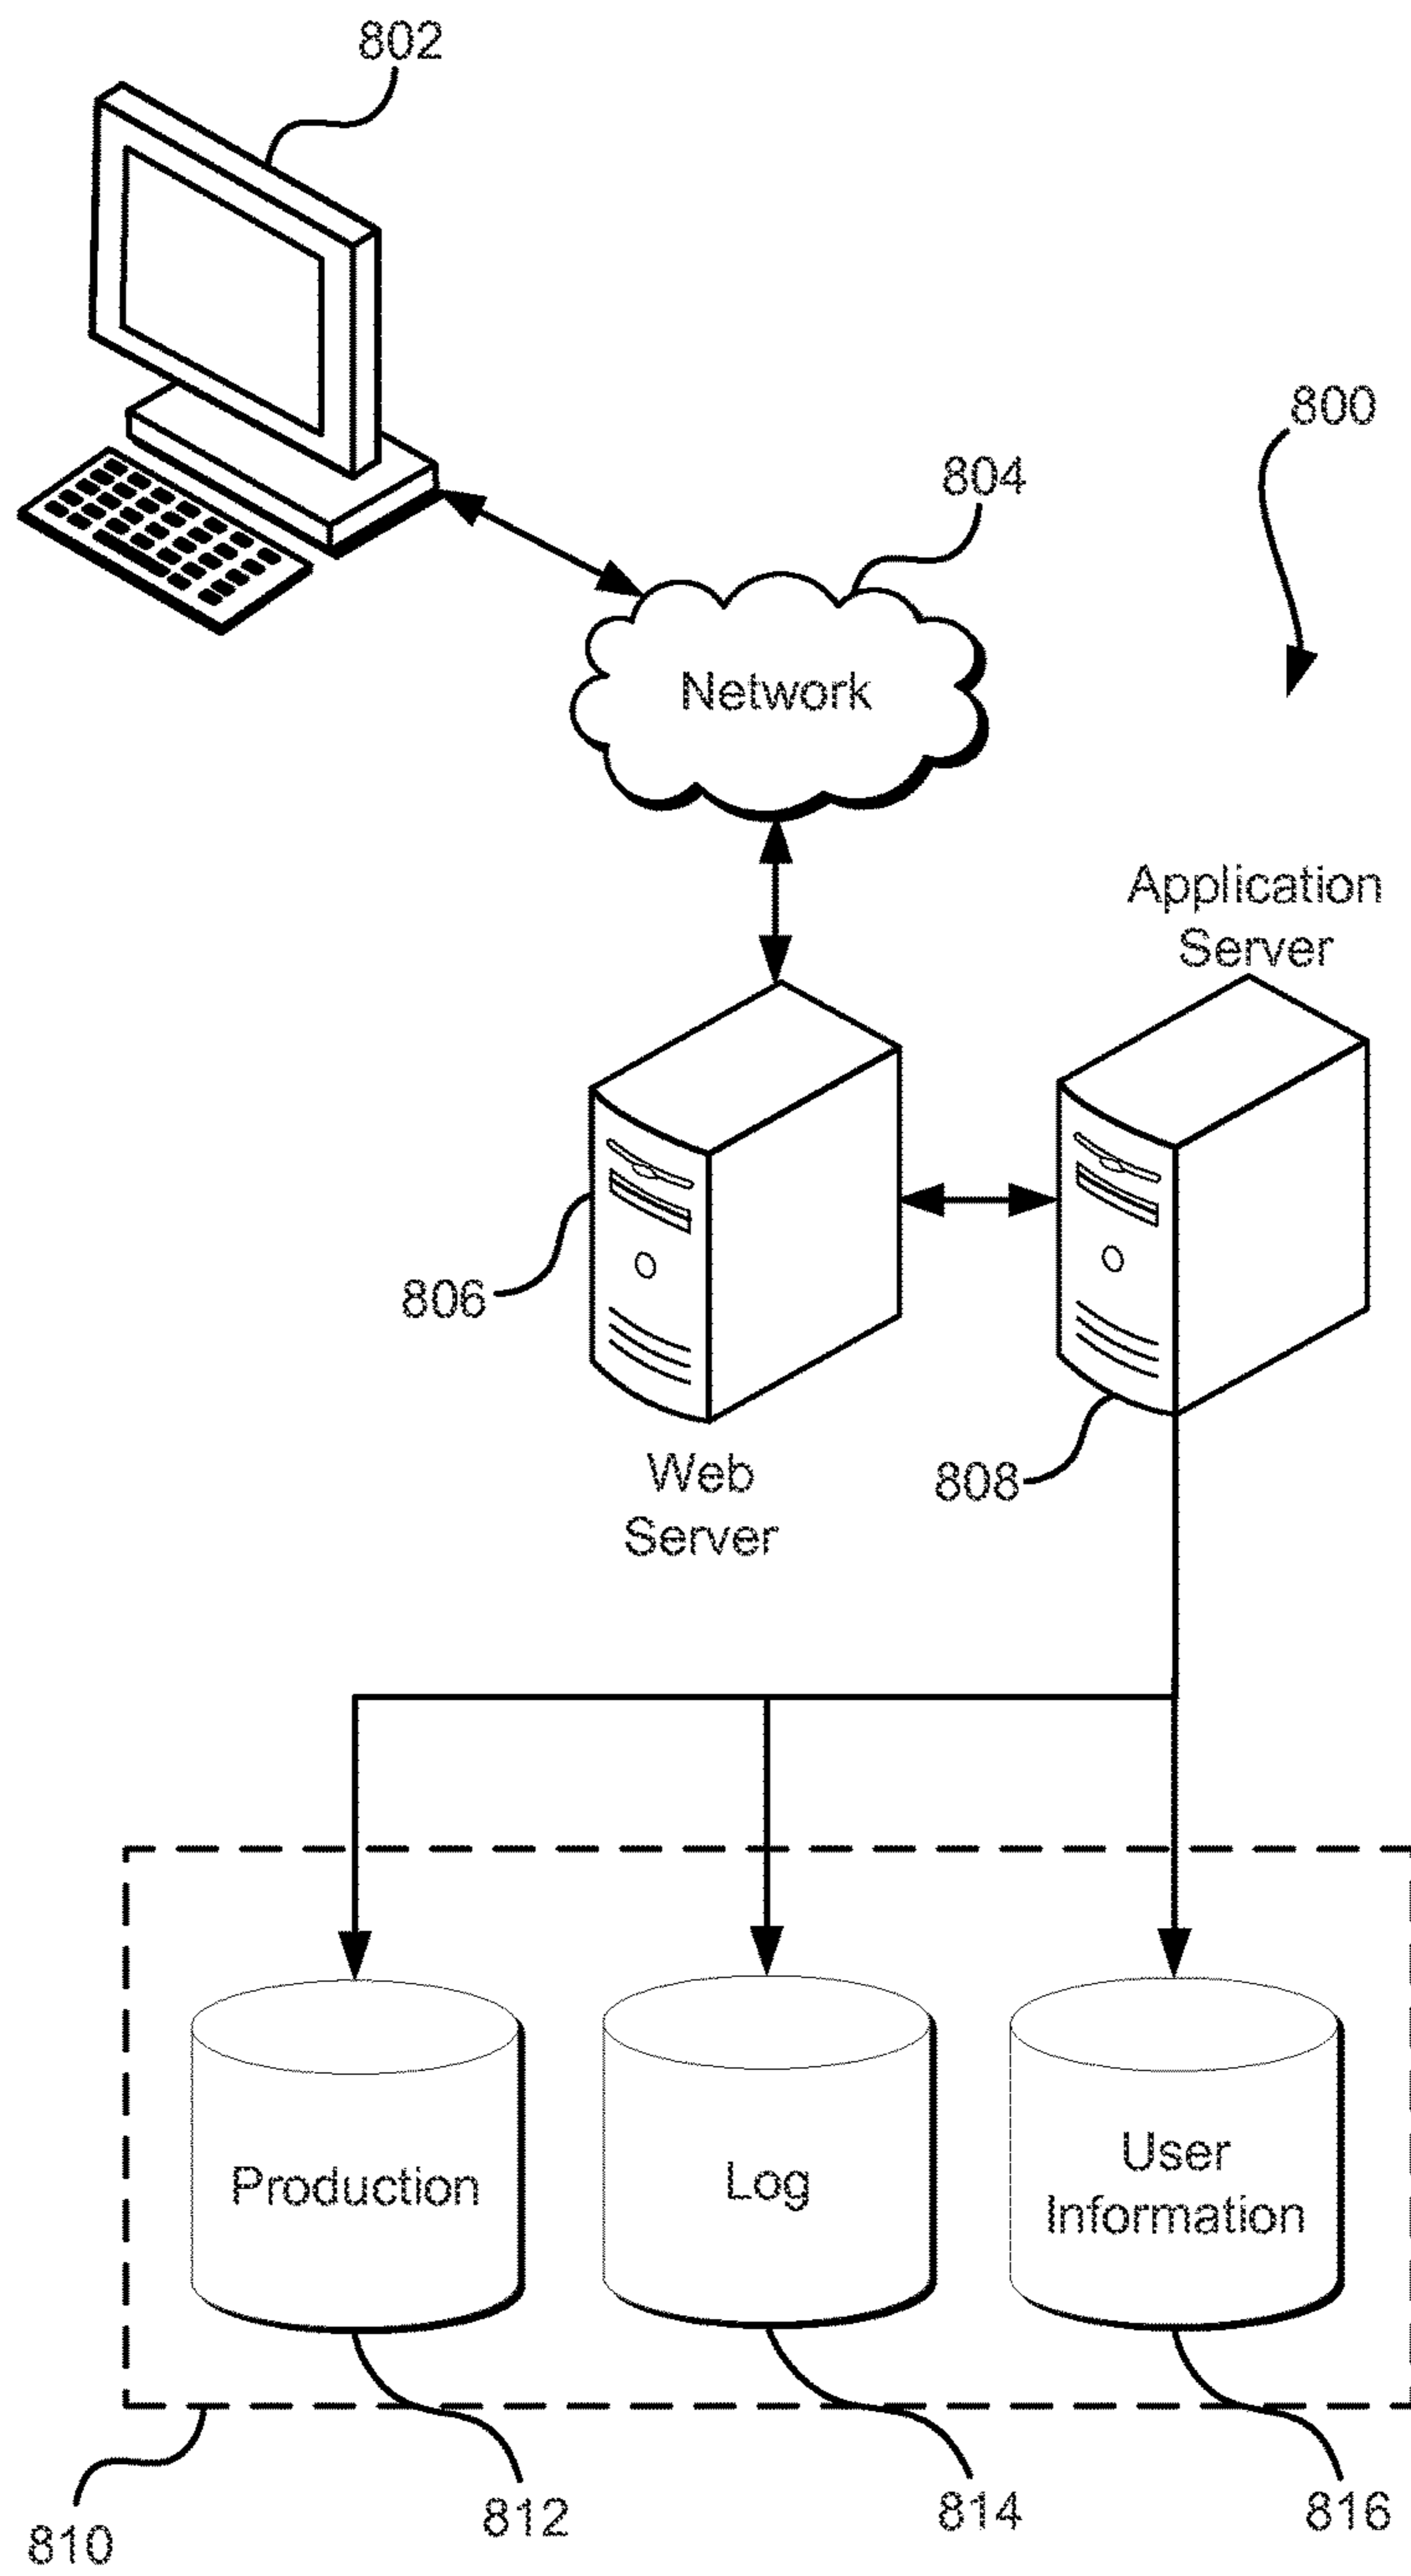 802
800
804
Network
Application
Server
806
Web
Server
808
Production
Log
User
Information
810
812
814
816